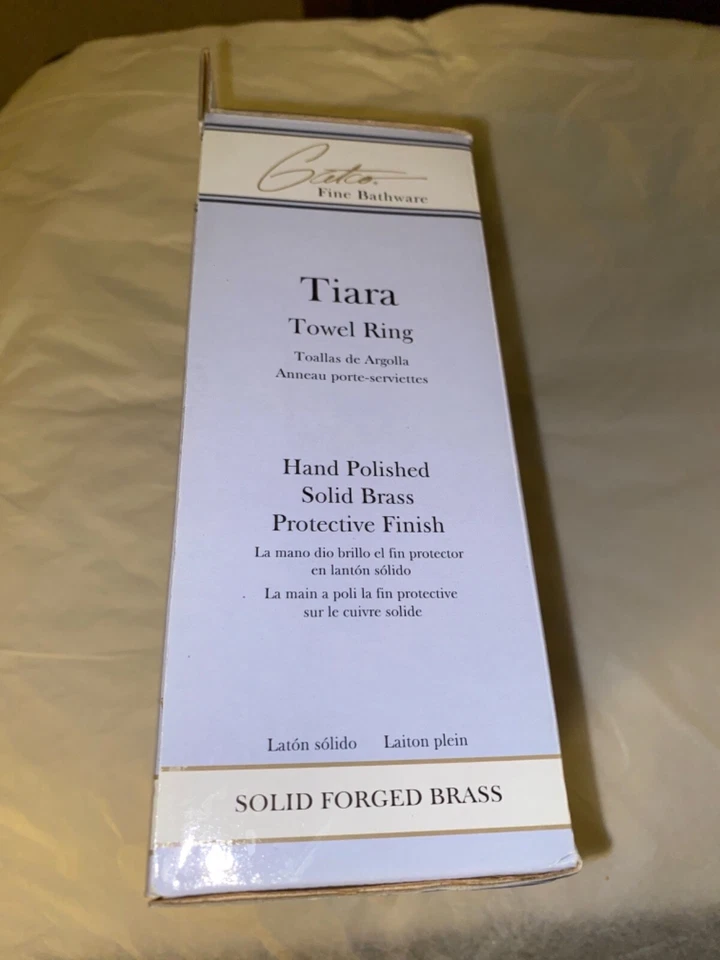 Gatco
Fine Bathware
Tiara
Towel Ring
Toallas de Argolla
Anneau porte-serviettes
Hand Polished
Solid Brass
Protective Finish
La mano dio brillo el fin protector
en lantón sólido
La main a poli la fin protective
sur le cuivre solide
Latón sólido Laiton plein
SOLID FORGED BRASS